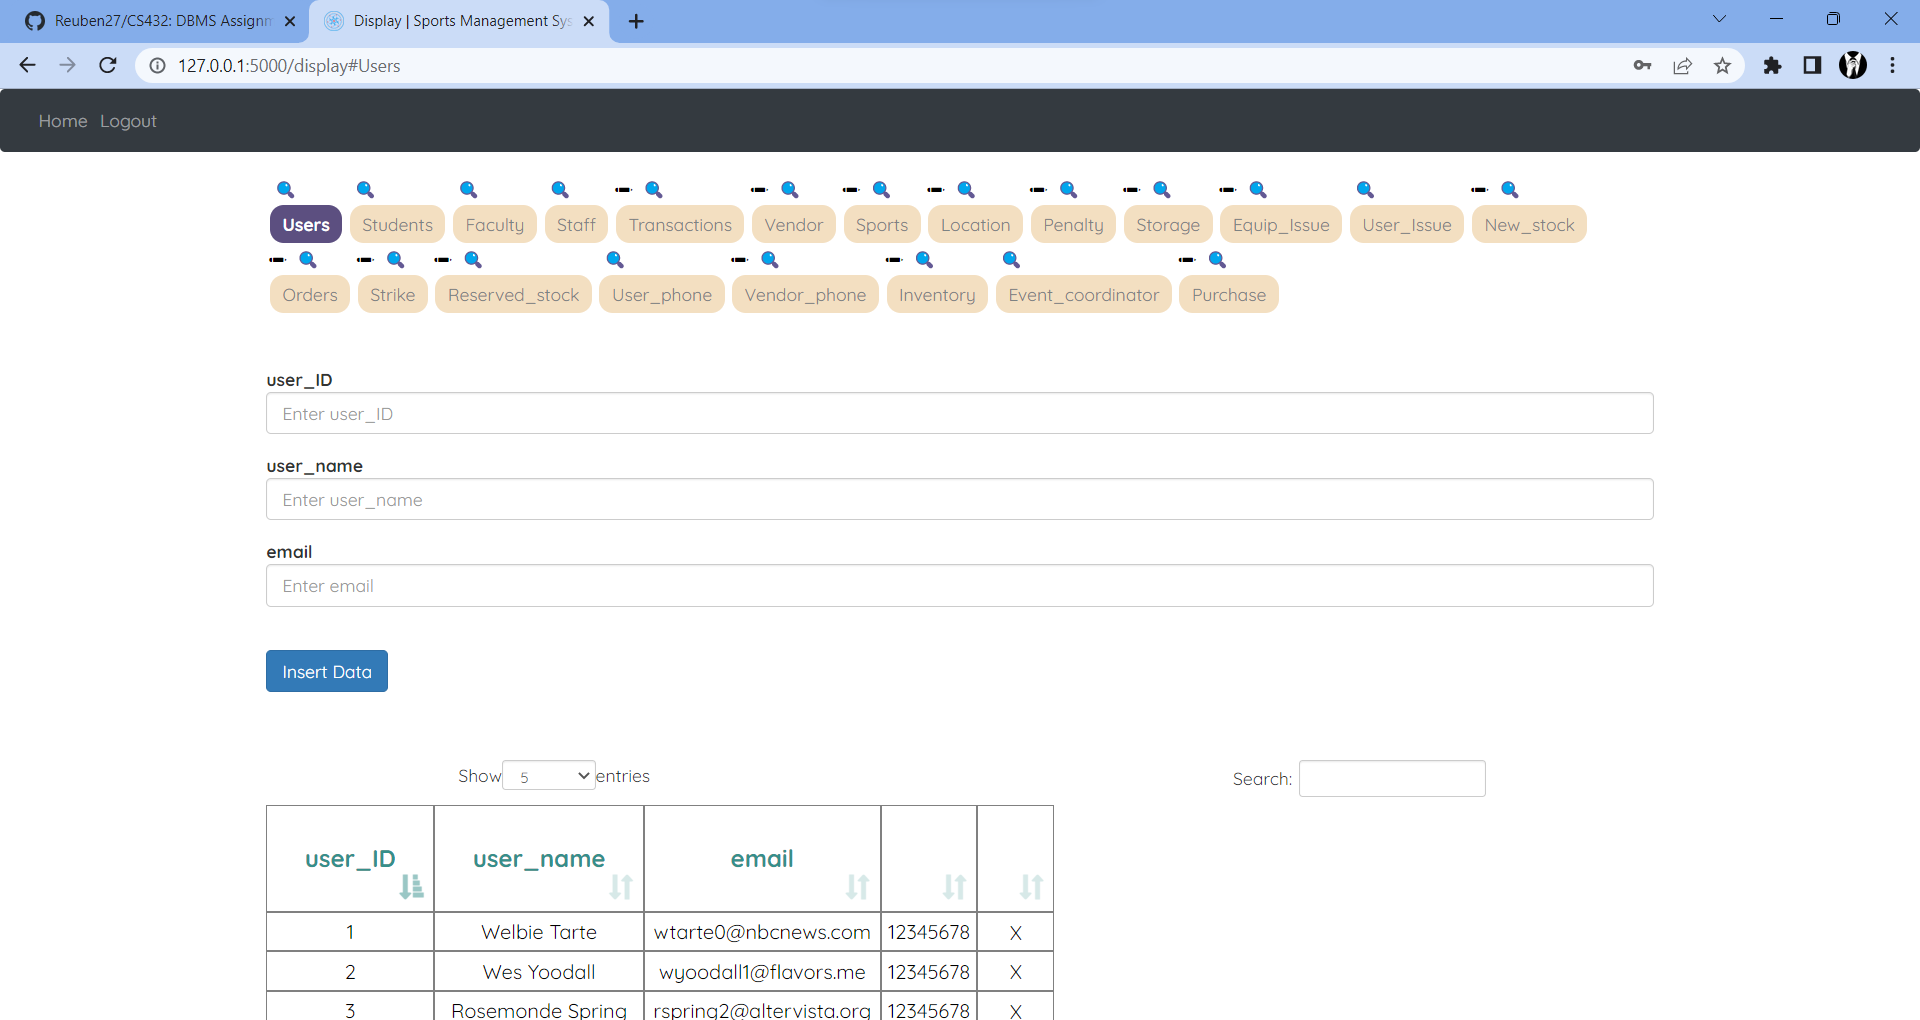 Reuben27/CS432: DBMS Assignm
Display | Sports Management Sys
127.0.0.1:5000/display#Users
Home Logout
Users Students Faculty Staff Transactions Vendor Sports Location Penalty Storage Equip_Issue User_Issue New_stock
Orders Strike Reserved_stock User_phone Vendor_phone Inventory Event_coordinator Purchase
user_ID
Enter user_ID
user_name
Enter user_name
email
Enter email
Insert Data
Show 5 entries Search:
user_ID user_name email
1 Welbie Tarte wtarte0@nbcnews.com 12345678 X
2 Wes Yoodall wyoodall1@flavors.me 12345678 X
3 Rosemonde Spring rspring2@altervista.org 12345678 X